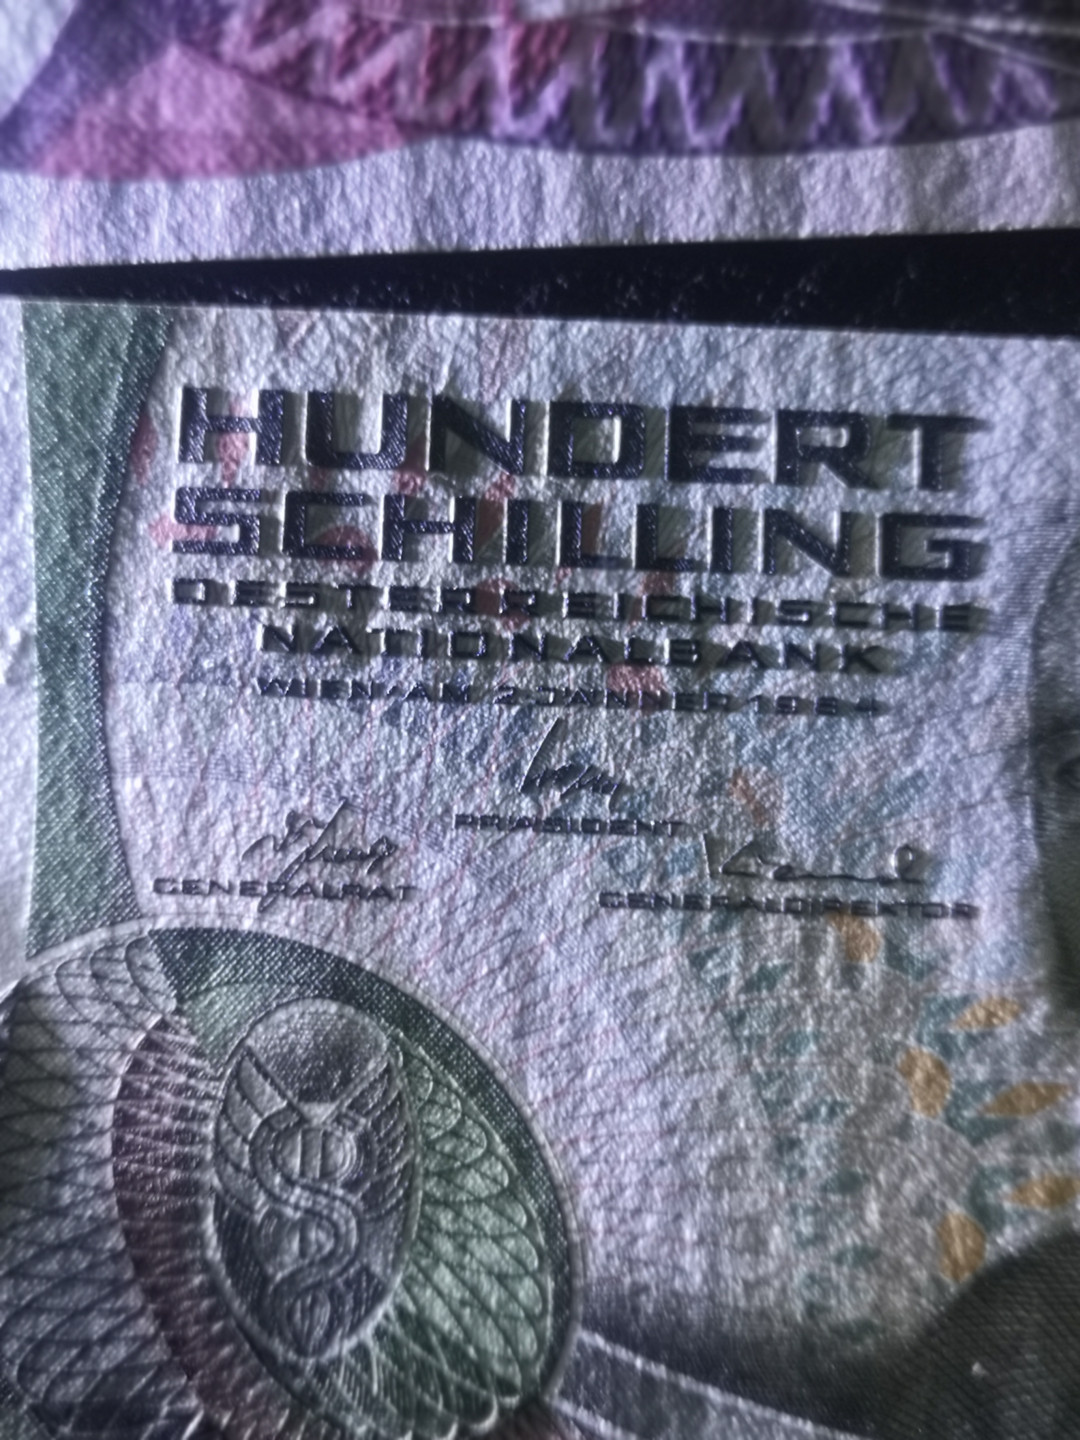 HUNDERT
SCHILLING
OESTERREICHISCHE
NATIONALBANK
WIEN, AM 2. JÄNNER 1984
PRÄSIDENT
GENERALRAT
GENERALDIREKTOR